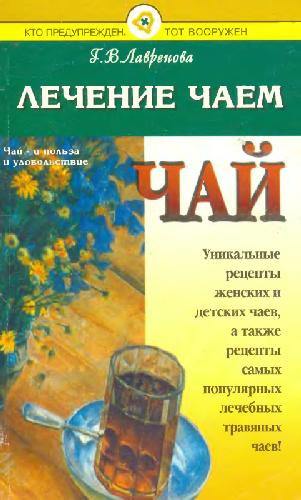 КТО ПРЕДУПРЕЖДЕН, ТОТ ВООРУЖЕН
Г.В.Лавренова
ЛЕЧЕНИЕ ЧАЕМ
Чай - и польза
и удовольствие
ЧАЙ
Уникальные
рецепты
женских и
детских чаев,
а также
рецепты
самых
популярных
лечебных
травяных
чаев!